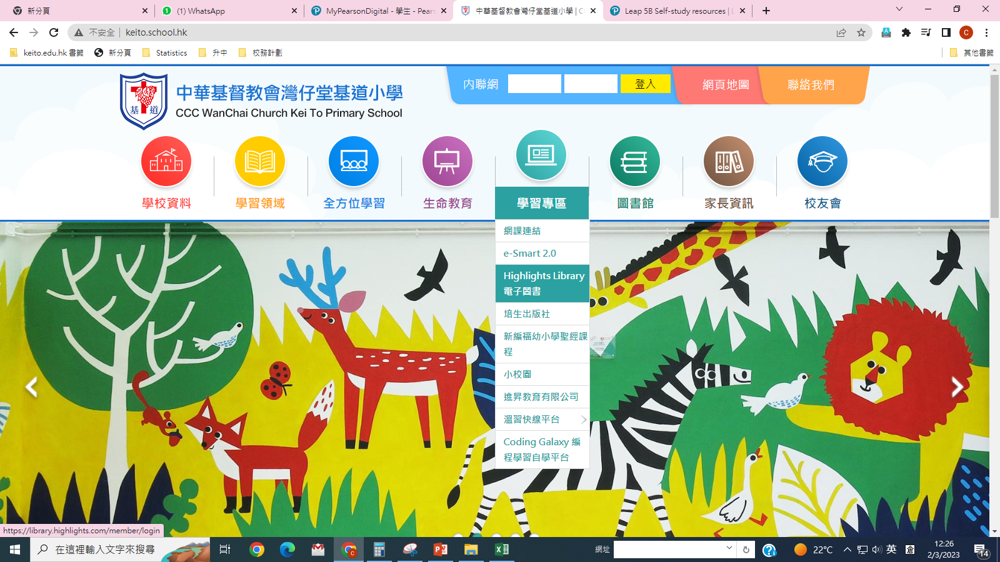 新分頁
(1) WhatsApp
MyPearsonDigital - 學生 - Pears
中華基督教會灣仔堂基道小學 | C
Leap 5B Self-study resources | L
不安全
keito.school.hk
C
keito.edu.hk 書籤
新分頁
Statistics
升中
校務計劃
其他書籤
基 道
中華基督教會灣仔堂基道小學
CCC WanChai Church Kei To Primary School
內聯網
登入
網頁地圖
聯絡我們
學校資料
學習領域
全方位學習
生命教育
學習專區
圖書館
家長資訊
校友會
網課連結
e-Smart 2.0
Highlights Library
電子圖書
培生出版社
新編福幼小學聖經課
程
小校園
進昇教育有限公司
溫習快線平台
Coding Galaxy 編
程學習自學平台
https://library.highlights.com/member/login
在這裡輸入文字來搜尋
網址
22°C
英
倉
12:26
2/3/2023
14